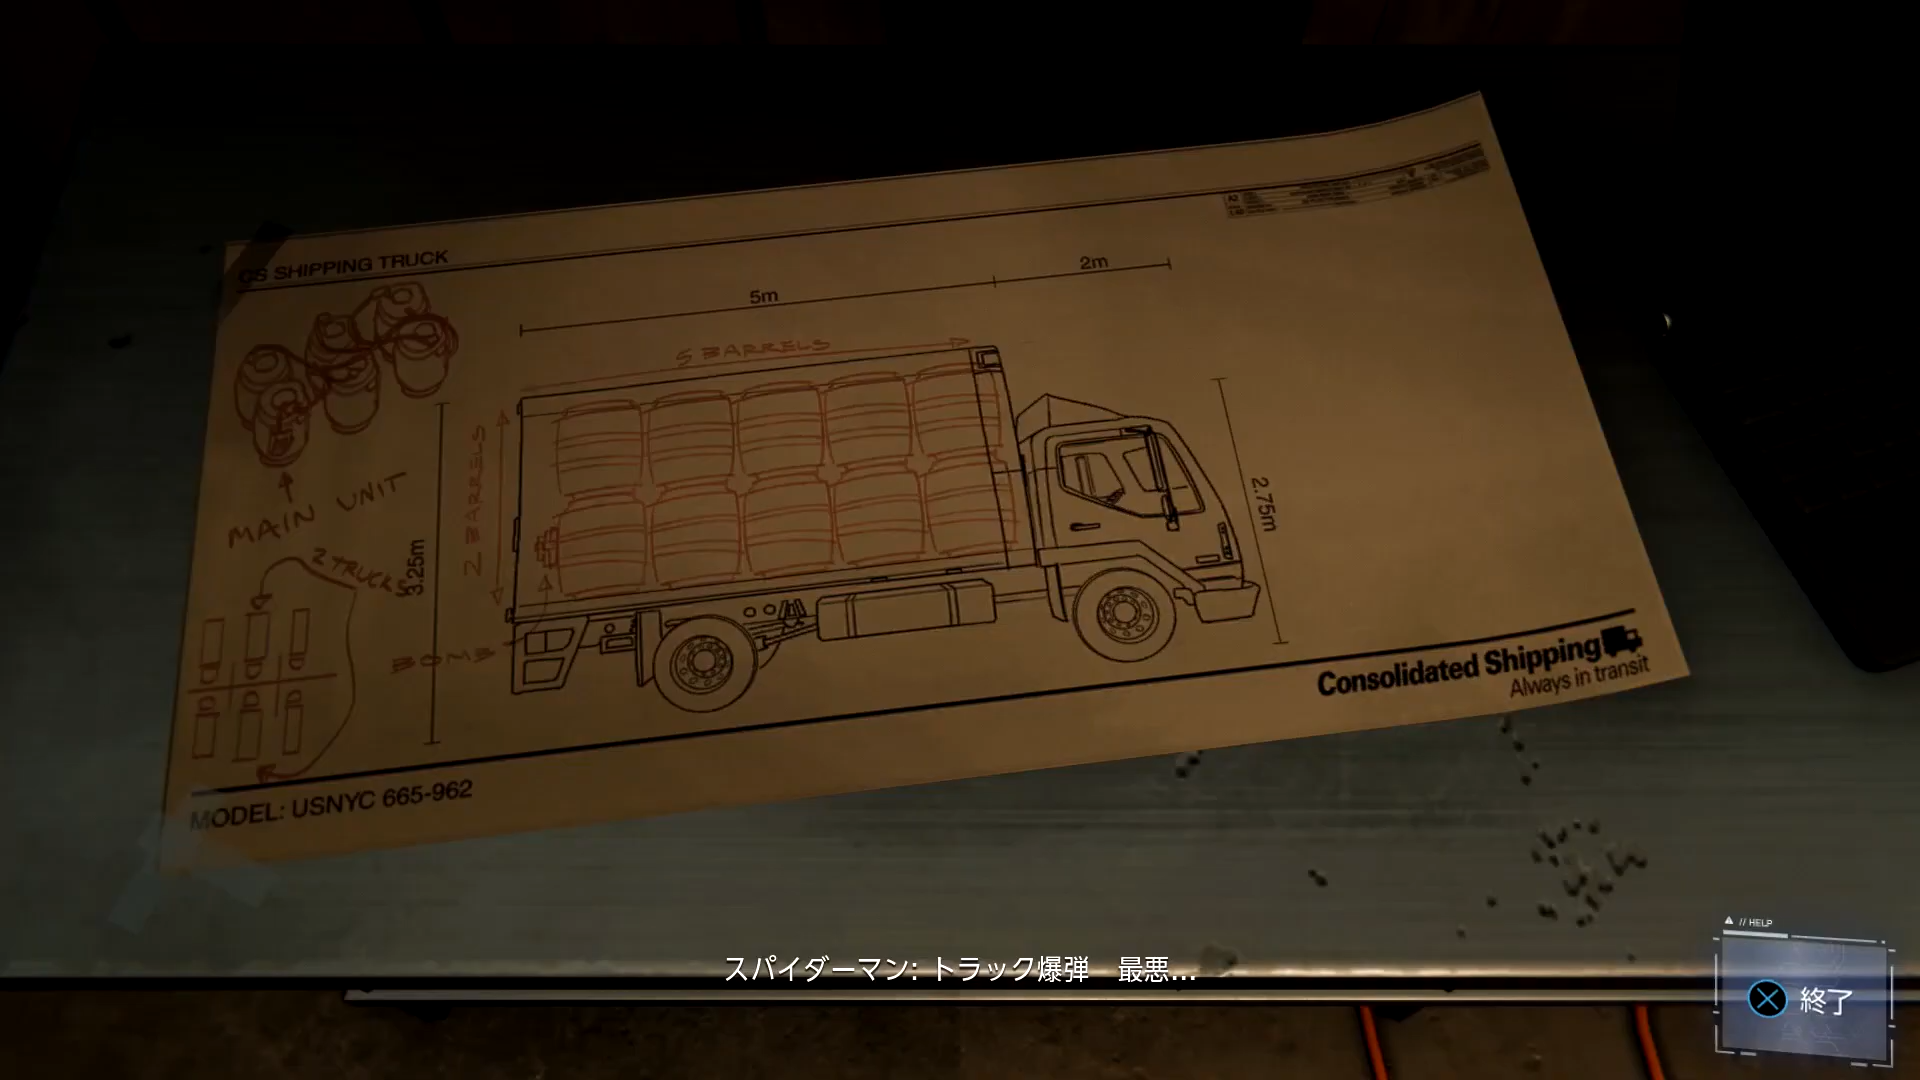 CS SHIPPING TRUCK
5m
2m
5 BARRELS
2 BARRELS
MAIN UNIT
2 TRUCKS
3.25m
2.75m
BOMB
Consolidated Shipping
Always in transit
MODEL: USNYC 665-962
// HELP
スパイダーマン: トラック爆弾　最悪...
終了